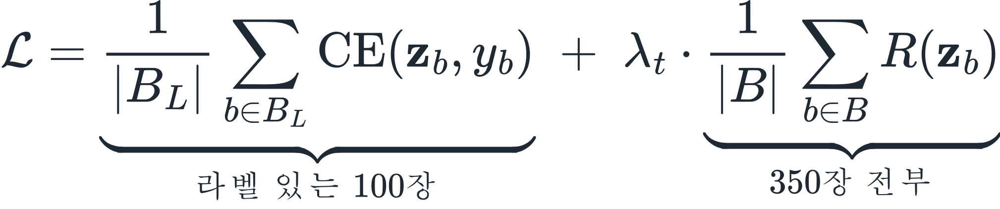 ℒ = 1/|B_L| ∑_{b∈B_L} CE(𝐳_b, y_b) + λ_t · 1/|B| ∑_{b∈B} R(𝐳_b)
라벨 있는 100장 350장 전부